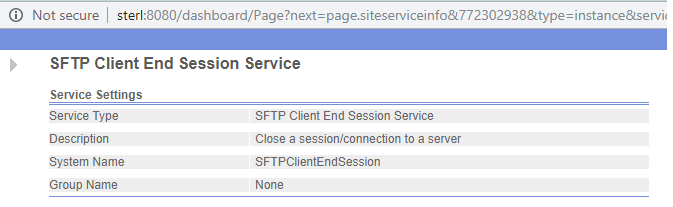 Not secure | sterl:8080/dashboard/Page?next=page.siteserviceinfo&772302938&type=instance&servi
SFTP Client End Session Service
Service Settings
Service Type SFTP Client End Session Service
Description Close a session/connection to a server
System Name SFTPClientEndSession
Group Name None